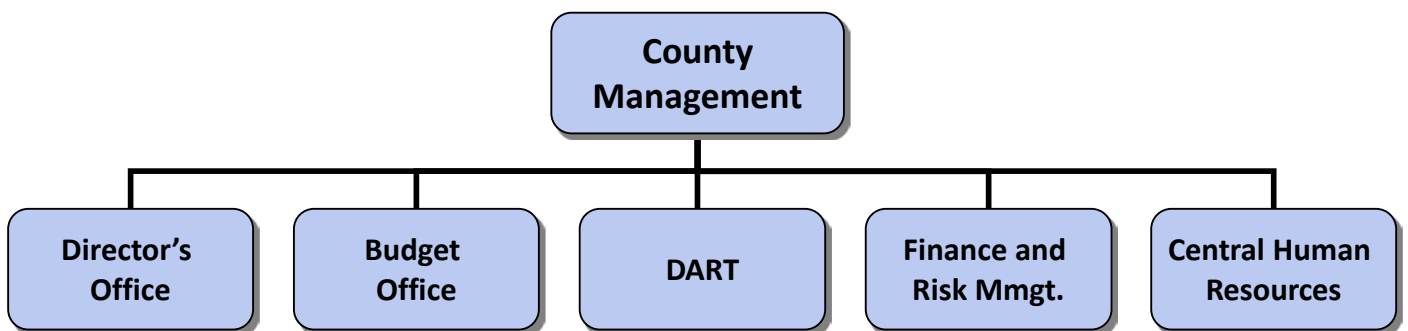 County
Management
Director’s
Office
Budget
Office
DART
Finance and
Risk Mmgt.
Central Human
Resources